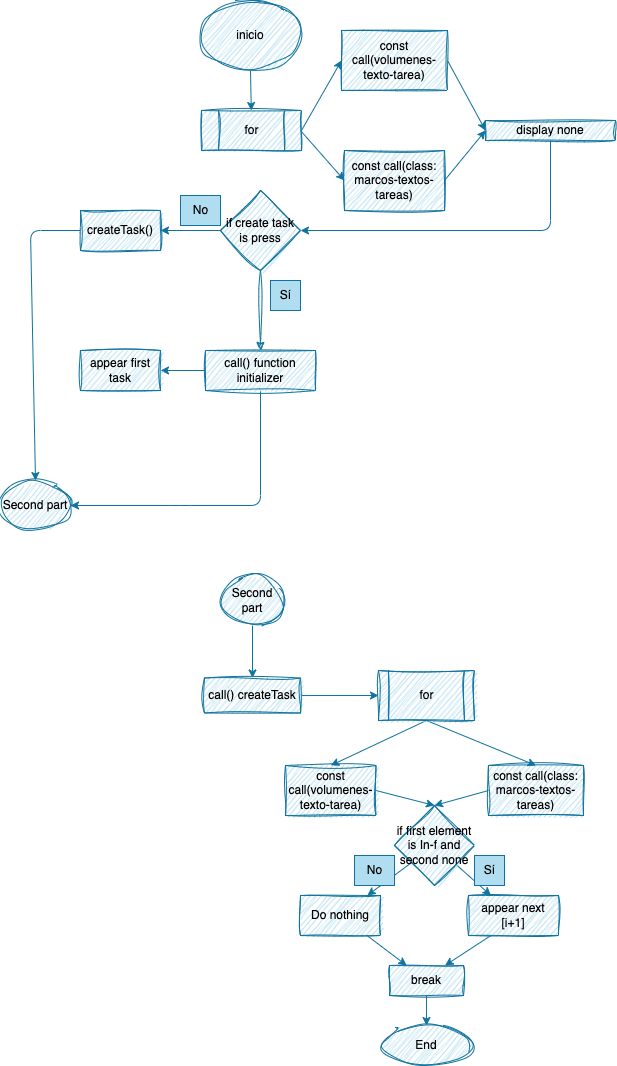 inicio
const
call(volumenes-
texto-tarea)
for
display none
const call(class:
marcos-textos-
tareas)
No
if create task
is press
createTask()
Sí
appear first
task
call() function
initializer
Second part
Second
part
call() createTask
for
const
call(volumenes-
texto-tarea)
const call(class:
marcos-textos-
tareas)
if first element
is In-f and
second none
No
Sí
Do nothing
appear next
[i+1]
break
End